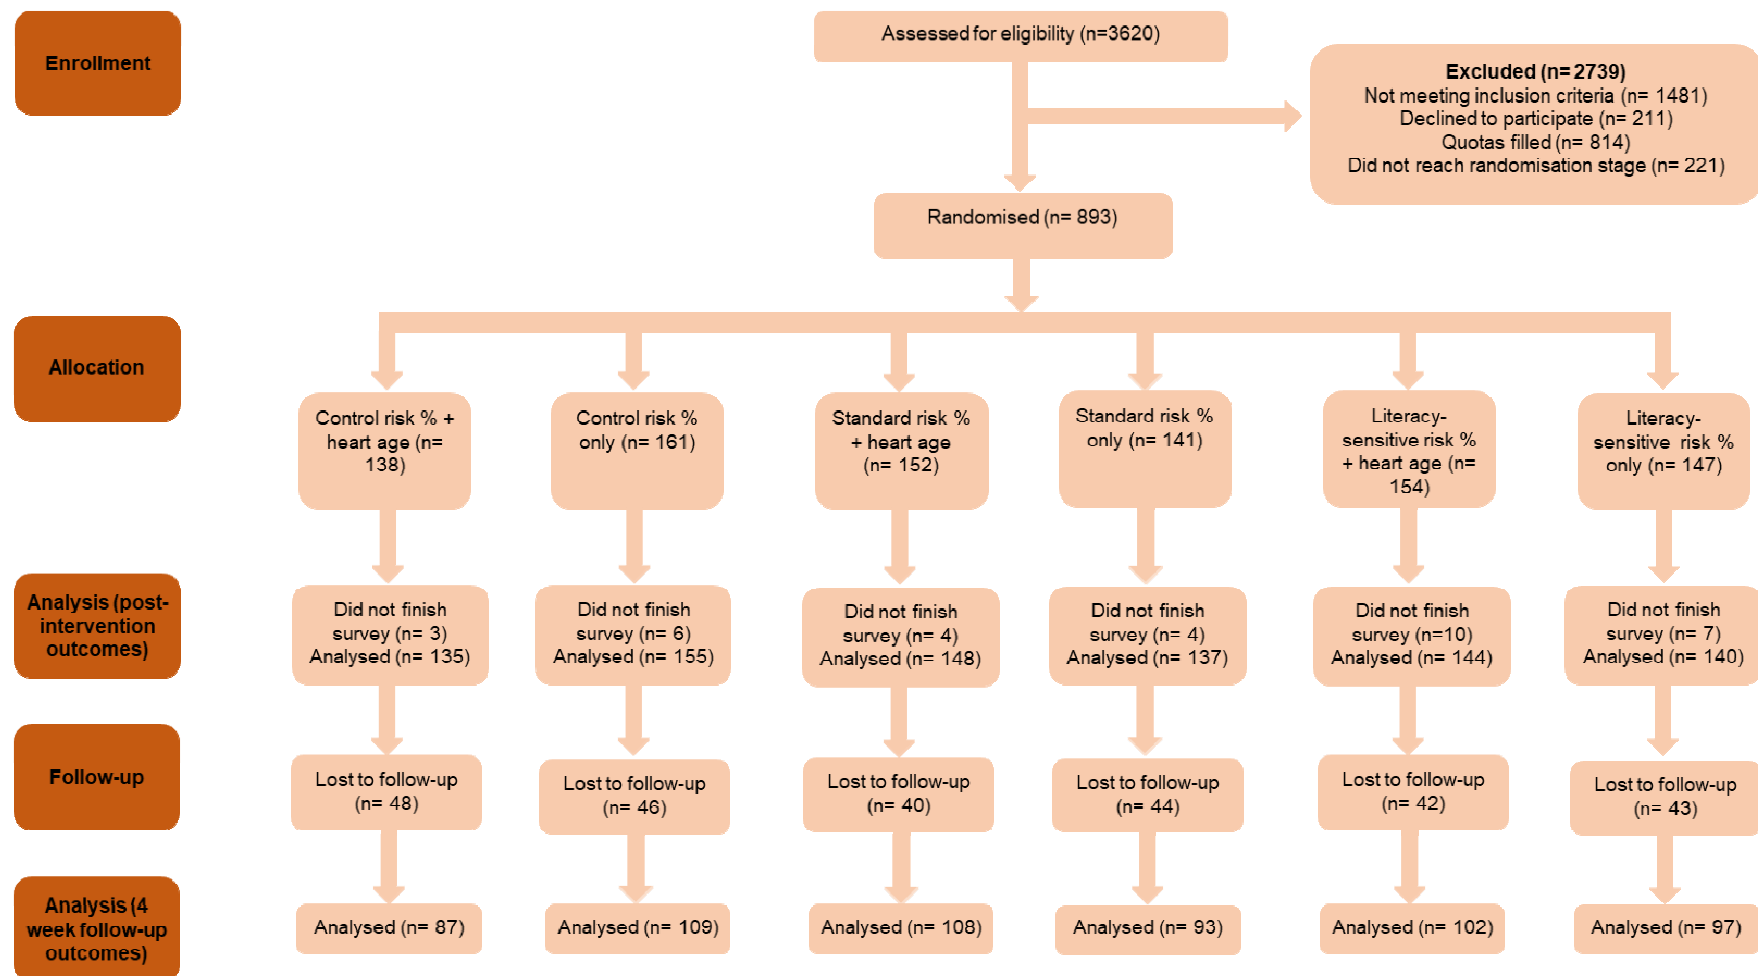 Enrollment
Assessed for eligibility (n=3620)
Excluded (n= 2739)
Not meeting inclusion criteria (n= 1481)
Declined to participate (n= 211)
Quotas filled (n= 814)
Did not reach randomisation stage (n= 221)
Randomised (n= 893)
Allocation
Control risk % +
heart age (n=
138)
Control risk %
only (n= 161)
Standard risk %
+ heart age
(n= 152)
Standard risk %
only (n= 141)
Literacy-
sensitive risk %
+ heart age (n=
154)
Literacy-
sensitive risk %
only (n= 147)
Analysis (post-
intervention
outcomes)
Did not finish
survey (n= 3)
Analysed (n= 135)
Did not finish
survey (n= 6)
Analysed (n= 155)
Did not finish
survey (n= 4)
Analysed (n= 148)
Did not finish
survey (n= 4)
Analysed (n= 137)
Did not finish
survey (n=10)
Analysed (n= 144)
Did not finish
survey (n= 7)
Analysed (n= 140)
Follow-up
Lost to follow-up
(n= 48)
Lost to follow-up
(n= 46)
Lost to follow-up
(n= 40)
Lost to follow-up
(n= 44)
Lost to follow-up
(n= 42)
Lost to follow-up
(n= 43)
Analysis (4
week follow-up
outcomes)
Analysed (n= 87)
Analysed (n= 109)
Analysed (n= 108)
Analysed (n= 93)
Analysed (n= 102)
Analysed (n= 97)